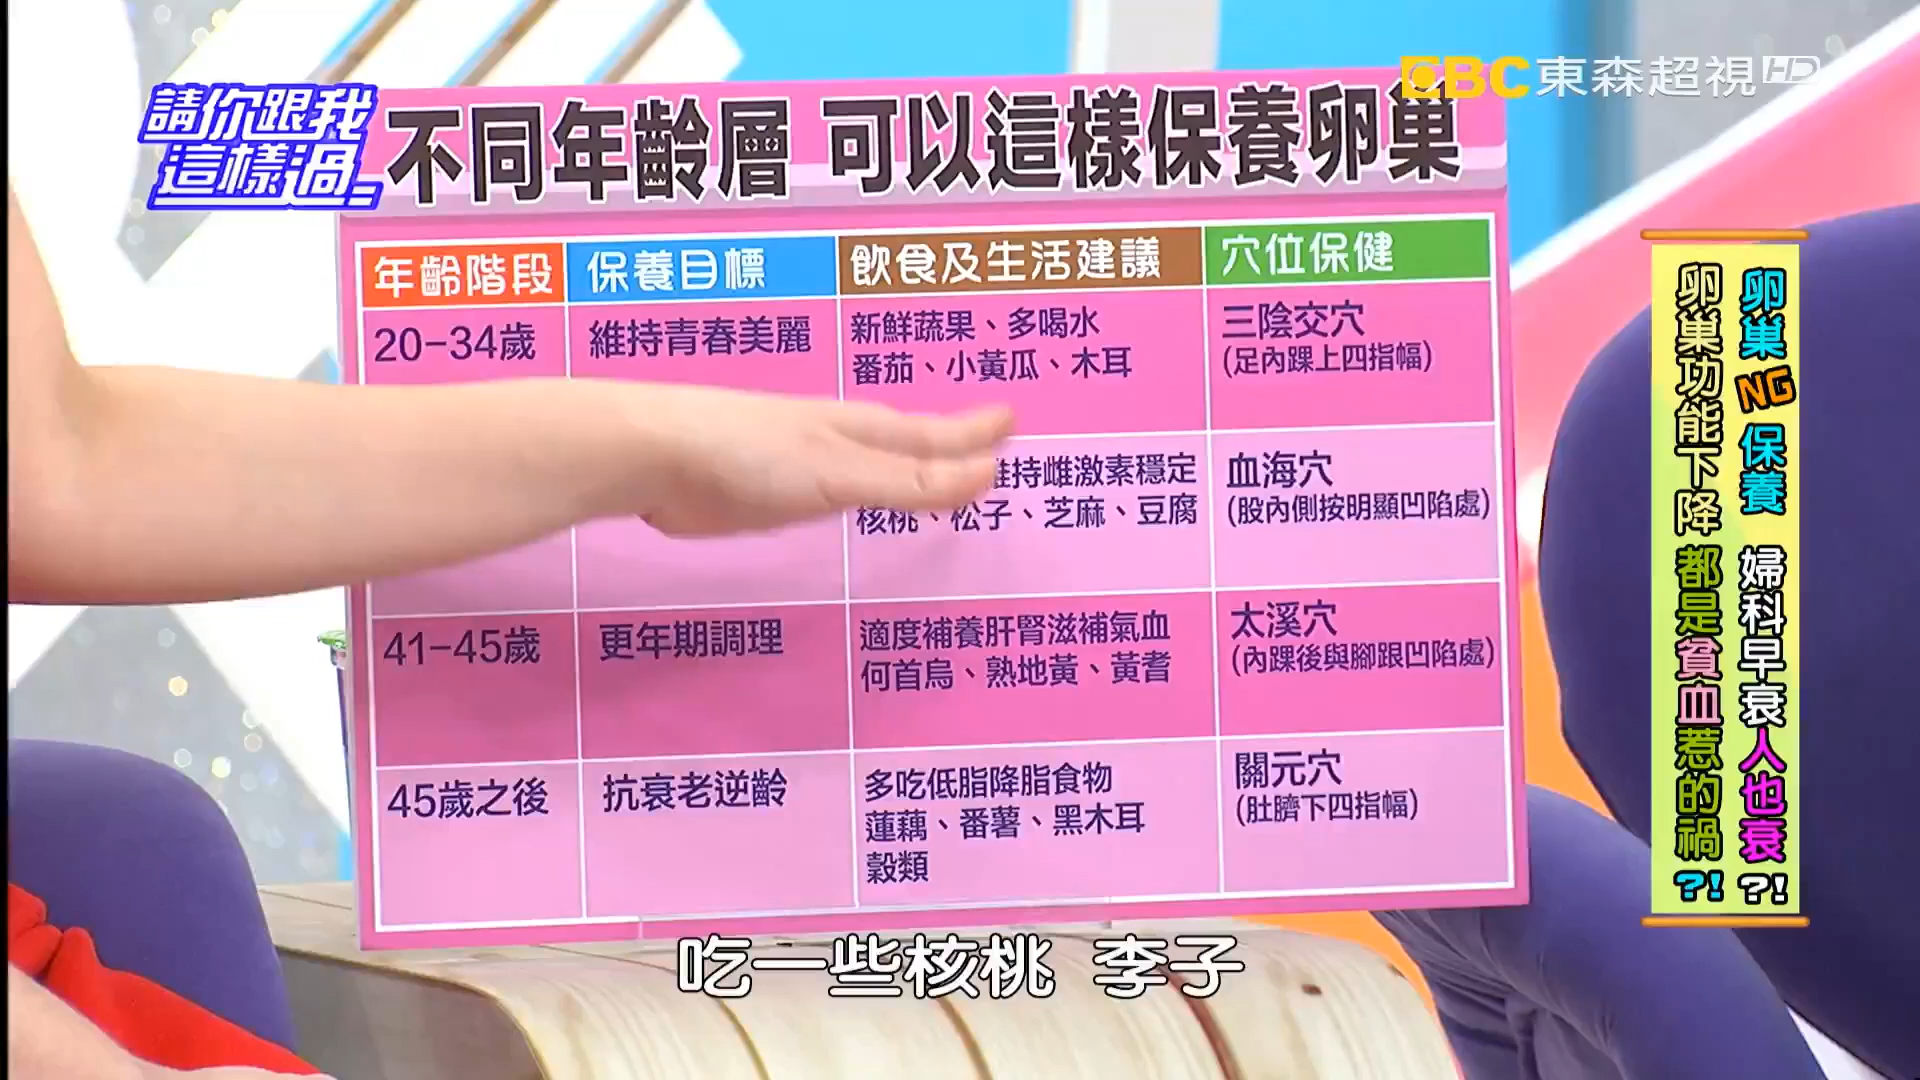 EBC東森超視HD
請你跟我
這樣過
不同年齡層 可以這樣保養卵巢
年齡階段 保養目標 飲食及生活建議 穴位保健
20-34歲 維持青春美麗 新鮮蔬果、多喝水
番茄、小黃瓜、木耳
三陰交穴
(足內踝上四指幅)
維持雌激素穩定
核桃、松子、芝麻、豆腐
血海穴
(股內側按明顯凹陷處)
41-45歲 更年期調理 適度補養肝腎滋補氣血
何首烏、熟地黃、黃耆
太溪穴
(內踝後與腳跟凹陷處)
45歲之後 抗衰老逆齡 多吃低脂降脂食物
蓮藕、番薯、黑木耳
穀類
關元穴
(肚臍下四指幅)
卵巢NG保養 婦科早衰人也衰?!
卵巢功能下降都是貧血惹的禍?!
吃一些核桃 李子